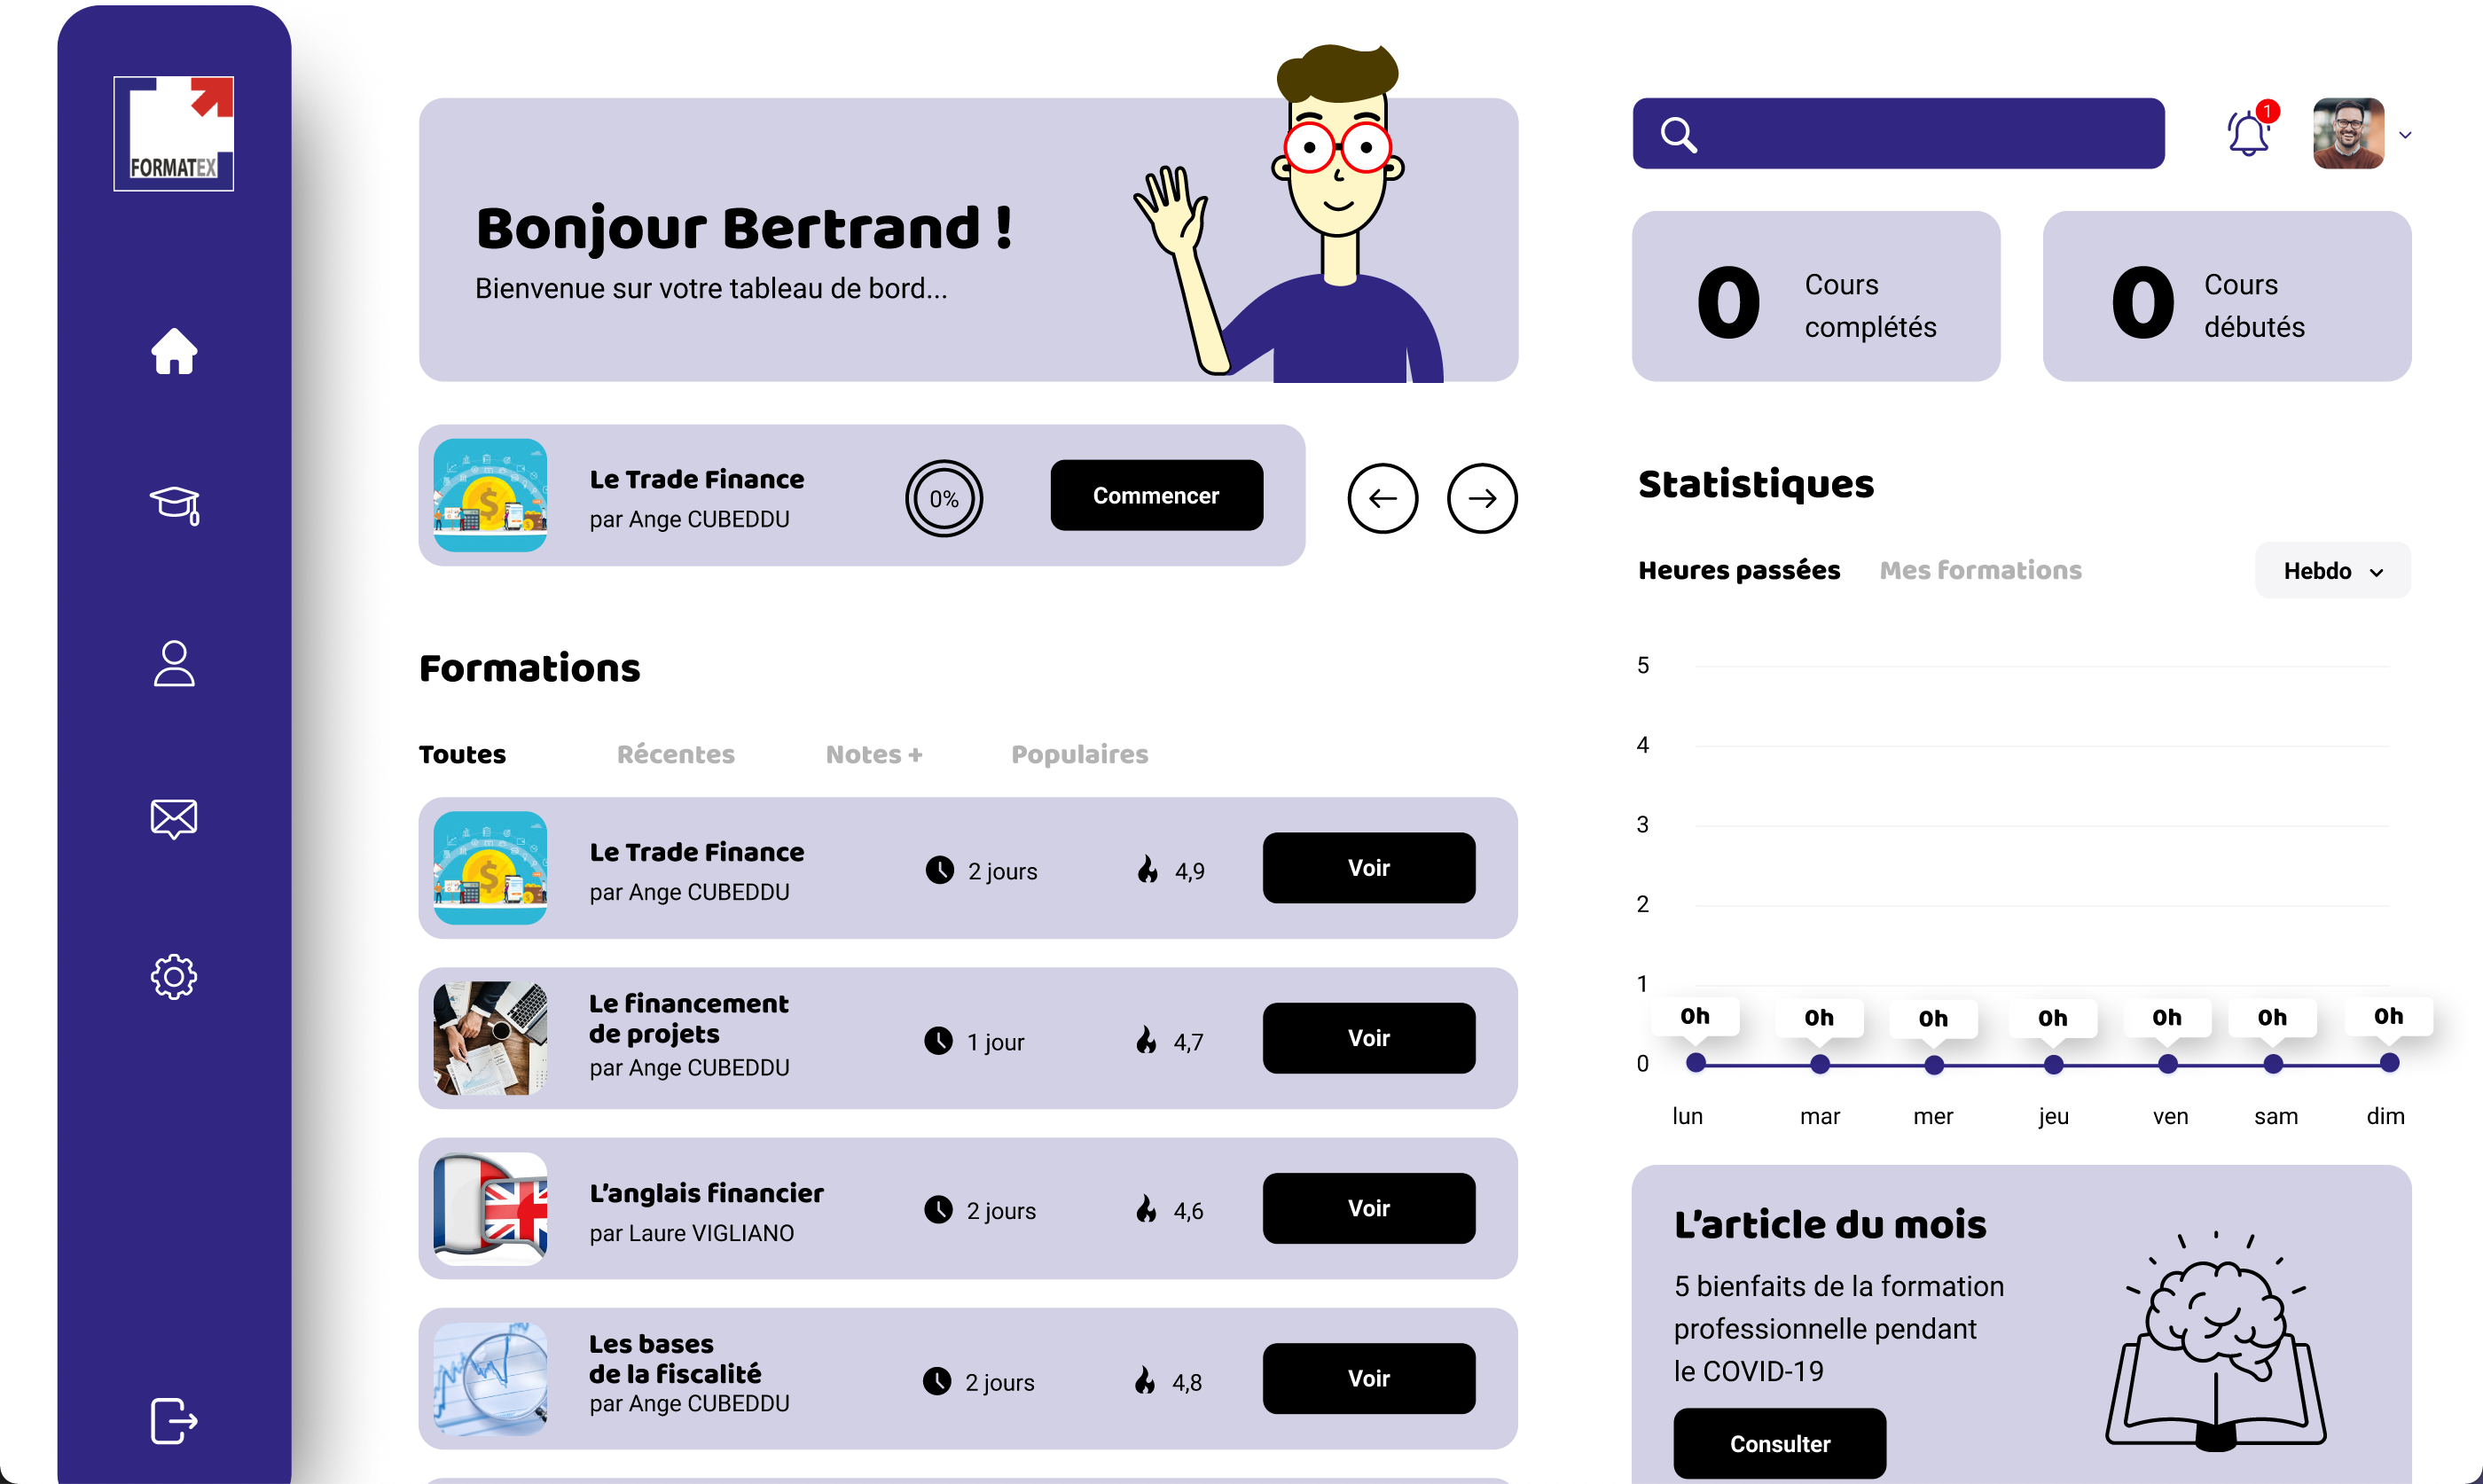 FORMATEX
Bonjour Bertrand !
Bienvenue sur votre tableau de bord...
1
0
Cours
complétés
0
Cours
débutés
Le Trade Finance
par Ange CUBEDDU
0%
Commencer
Statistiques
Heures passées
Mes formations
Hebdo
Formations
Toutes
Récentes
Notes +
Populaires
Le Trade Finance
par Ange CUBEDDU
2 jours
4,9
Voir
Le financement
de projets
par Ange CUBEDDU
1 jour
4,7
Voir
L'anglais financier
par Laure VIGLIANO
2 jours
4,6
Voir
Les bases
de la fiscalité
par Ange CUBEDDU
2 jours
4,8
Voir
5
4
3
2
1
0
0h
0h
0h
0h
0h
0h
0h
lun
mar
mer
jeu
ven
sam
dim
L'article du mois
5 bienfaits de la formation
professionnelle pendant
le COVID-19
Consulter